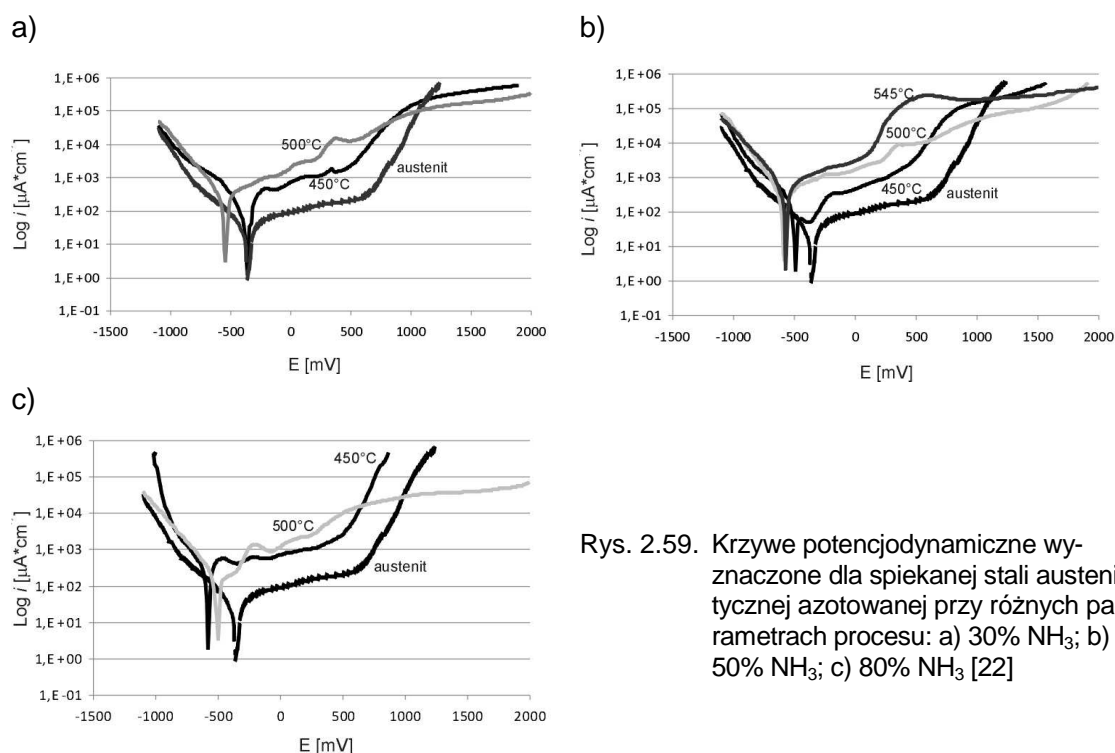 a)
1,E +06
1,E +05
1,E +04
1,E +03
1,E +02
1,E +01
1,E +00
1,E -01
Log i [µA*cm⁻
500°C
450°C
austenit
-1500 -1000 -500 0 500 1000 1500 2000
E [mV]
b)
1,E +06
1,E +05
1,E +04
1,E +03
1,E +02
1,E +01
1,E +00
1,E -01
Log i [µA*cm⁻
545°C
500°C
450°C
austenit
-1500 -1000 -500 0 500 1000 1500 2000
E [mV]
c)
1,E +06
1,E +05
1,E +04
1,E +03
1,E +02
1,E +01
1,E +00
1,E -01
Log i [µA*cm⁻
450°C
500°C
austenit
-1500 -1000 -500 0 500 1000 1500 2000
E [mV]
Rys. 2.59. Krzywe potencjodynamiczne wy-
znaczone dla spiekanej stali austeni
tycznej azotowanej przy różnych pa
rametrach procesu: a) 30% NH₃; b)
50% NH₃; c) 80% NH₃ [22]